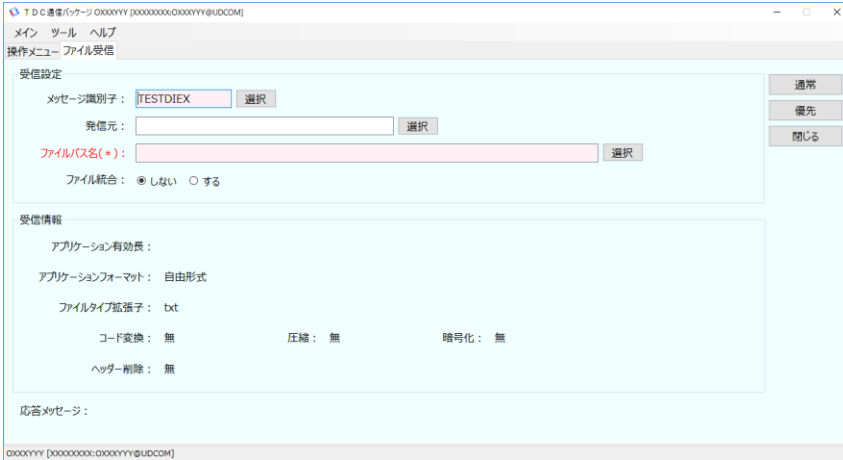 ＴＤＣ通信パッケージ OXXXYYY [XXXXXXXX:OXXXYYY@UDCOM]
メイン ツール ヘルプ
操作メニュー ファイル受信
受信設定
メッセージ識別子： TESTDIEX 選択
発信元： 選択
ファイルパス名(＊)： 選択
ファイル統合： しない する
通常
優先
閉じる
受信情報
アプリケーション有効長：
アプリケーションフォーマット： 自由形式
ファイルタイプ拡張子： txt
コード変換： 無 圧縮： 無 暗号化： 無
ヘッダー削除： 無
応答メッセージ：
OXXXYYY [XXXXXXXX:OXXXYYY@UDCOM]